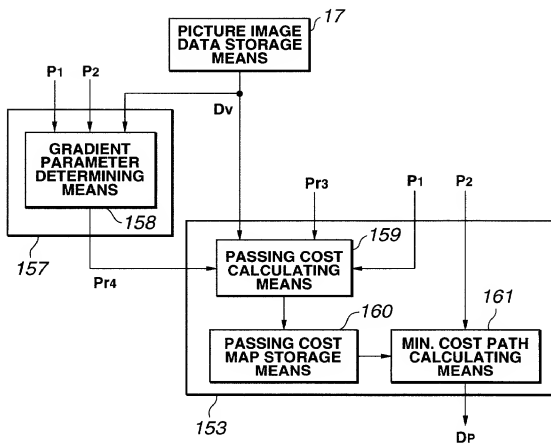 17
PICTURE IMAGE
DATA STORAGE
MEANS
P1 P2
Dv
GRADIENT
PARAMETER
DETERMINING
MEANS
158
157
Pr3 P1 P2
159
PASSING COST
CALCULATING
MEANS
Pr4
160
PASSING COST
MAP STORAGE
MEANS
161
MIN. COST PATH
CALCULATING
MEANS
153
DP